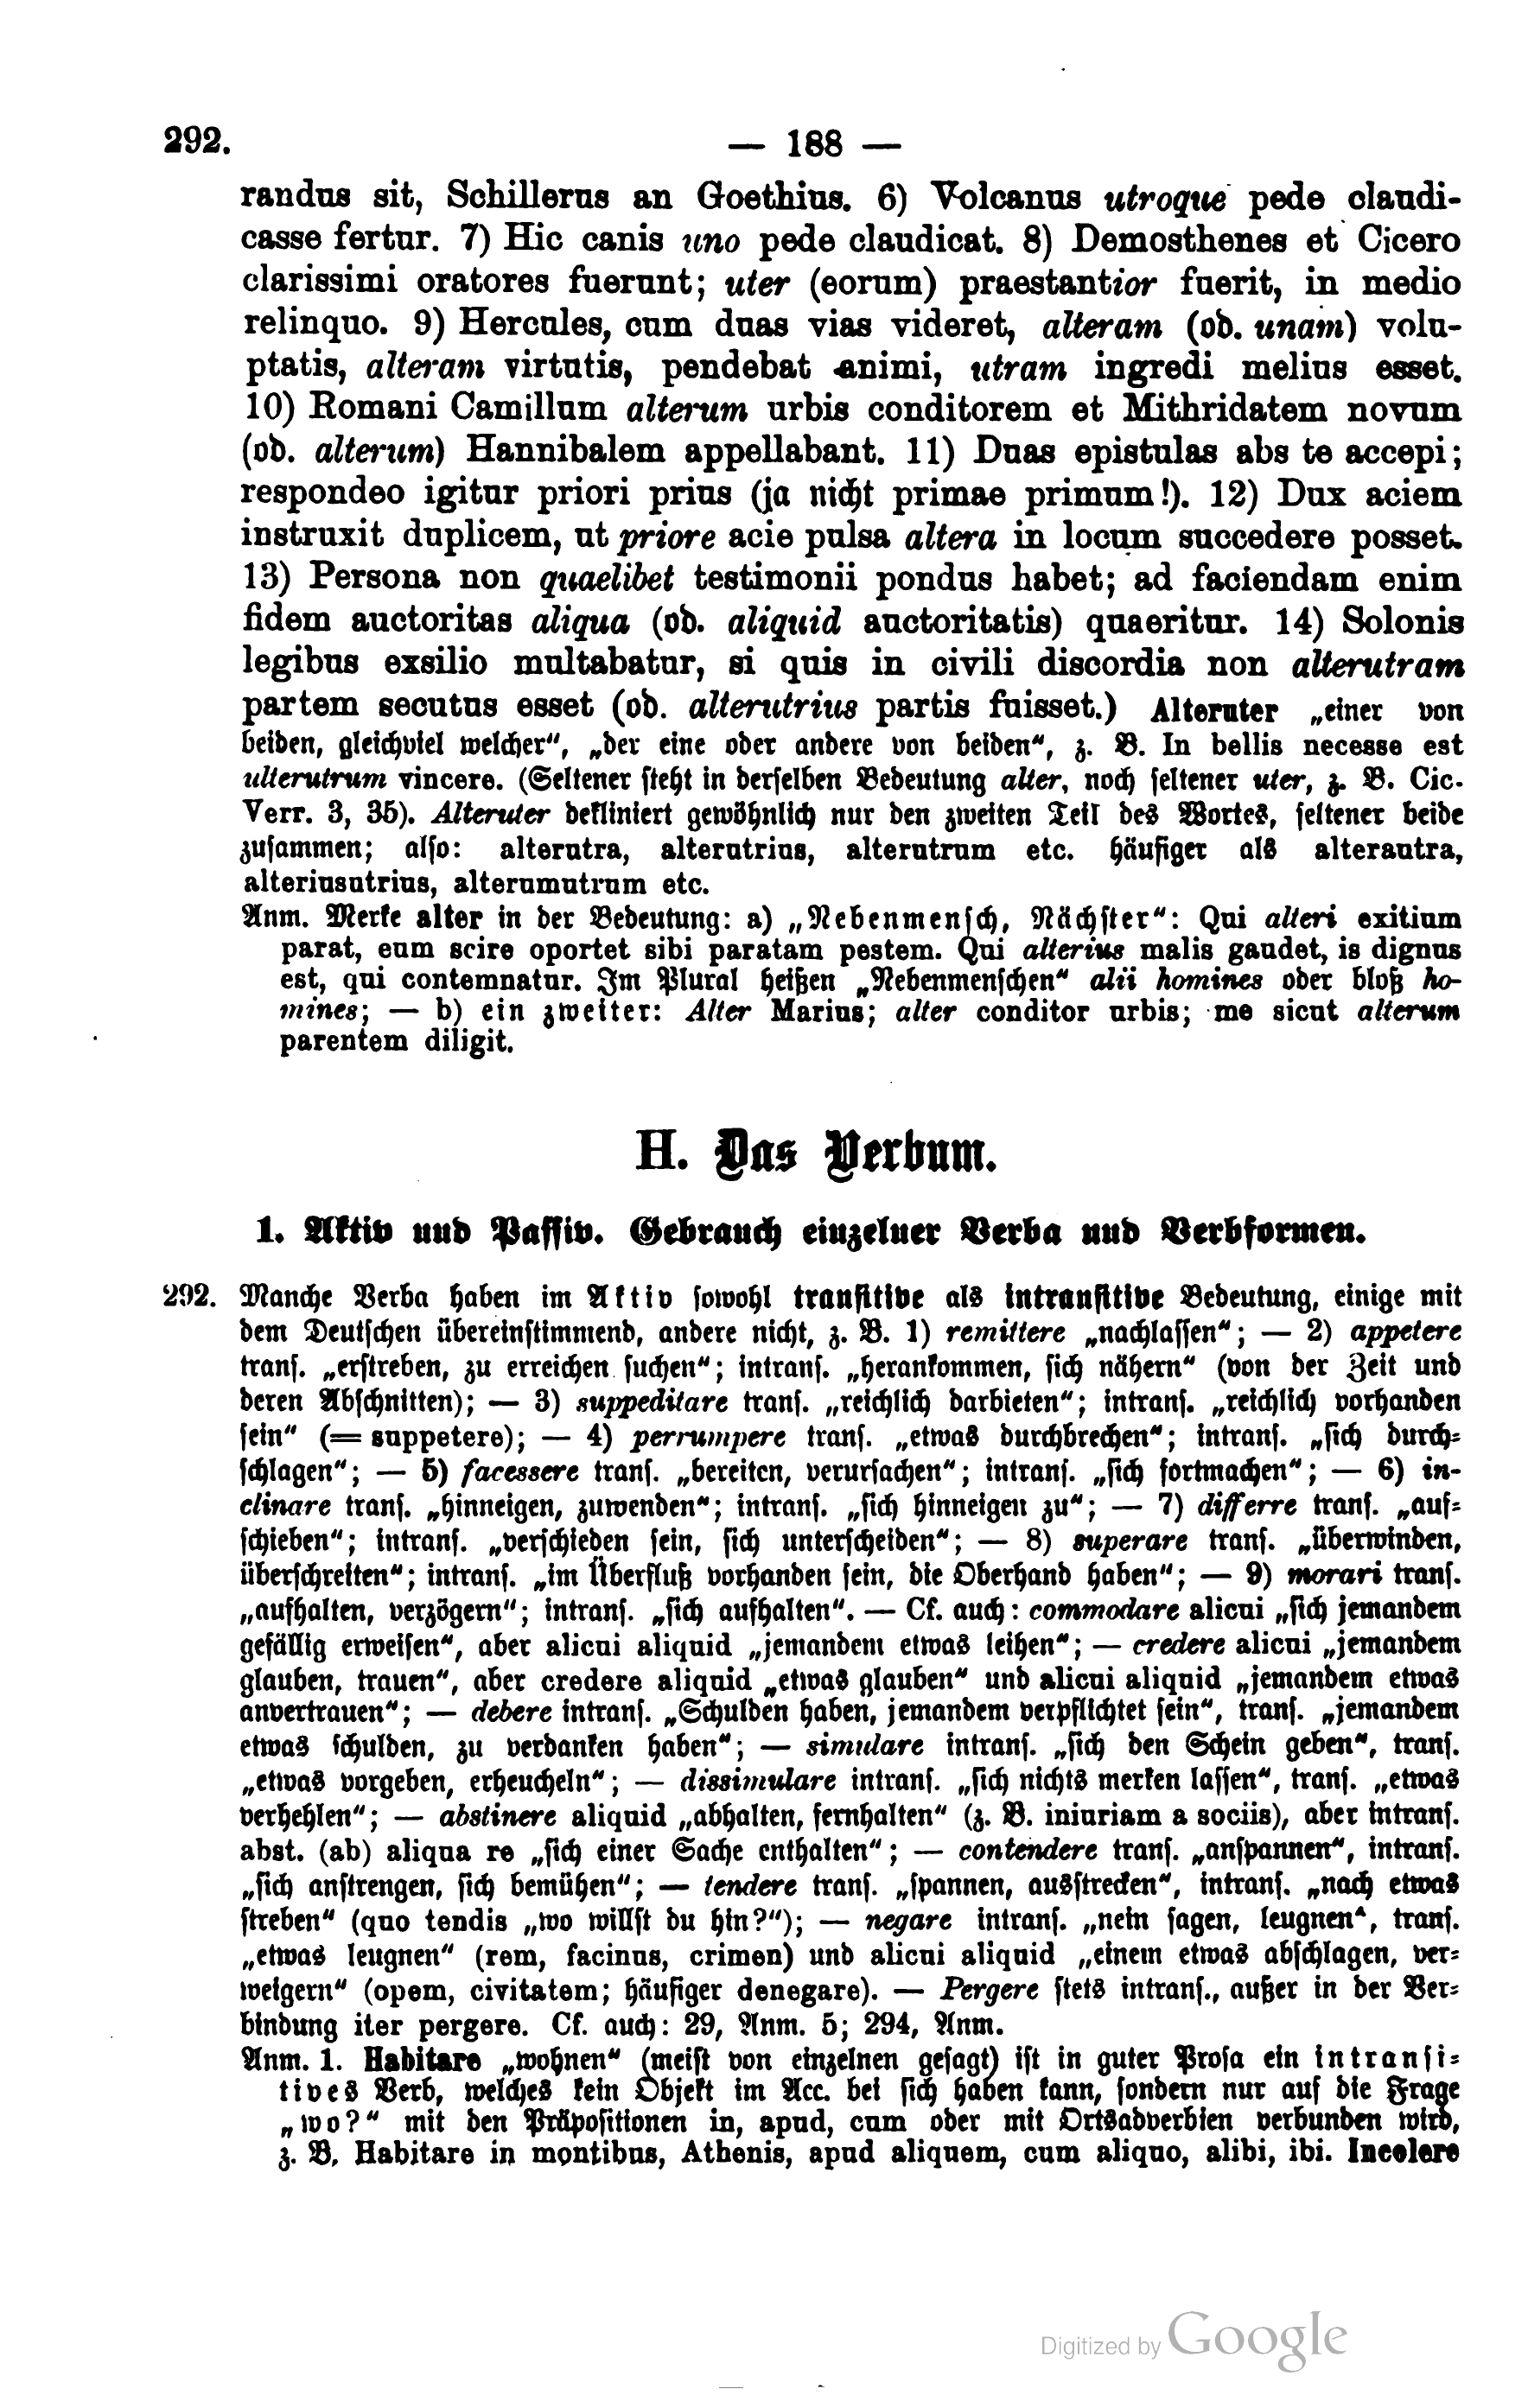 292.
— 188 —
randus sit, Schillerus an Goethius. 6) Volcanus utroque pede claudi-
casse fertur. 7) Hic canis uno pede claudicat. 8) Demosthenes et Cicero
clarissimi oratores fuerunt; uter (eorum) praestantior fuerit, in medio
relinquo. 9) Hercules, cum duas vias videret, alteram (od. unam) volu-
ptatis, alteram virtutis, pendebat animi, utram ingredi melius esset.
10) Romani Camillum alterum urbis conditorem et Mithridatem novum
(od. alterum) Hannibalem appellabant. 11) Duas epistulas abs te accepi;
respondeo igitur priori prius (ja nicht primae primum!). 12) Dux aciem
instruxit duplicem, ut priore acie pulsa altera in locum succedere posset.
13) Persona non quaelibet testimonii pondus habet; ad faciendam enim
fidem auctoritas aliqua (od. aliquid auctoritatis) quaeritur. 14) Solonis
legibus exsilio multabatur, si quis in civili discordia non alterutram
partem secutus esset (od. alterutrius partis fuisset.) Alteruter „einer von
beiden, gleichviel welcher“, „der eine oder andere von beiden“, z. B. In bellis necesse est
ulterutrum vincere. (Seltener steht in derselben Bedeutung alter, noch seltener uter, z. B. Cic.
Verr. 3, 35). Alteruter dekliniert gewöhnlich nur den zweiten Teil des Wortes, seltener beide
zusammen; also: alterutra, alterutrius, alterutrum etc. häufiger als alterautra,
alteriusutrius, alterumutrum etc.
Anm. Merke alter in der Bedeutung: a) „Nebenmensch, Nächster“: Qui alteri exitium
parat, eum scire oportet sibi paratam pestem. Qui alterius malis gaudet, is dignus
est, qui contemnatur. Im Plural heißen „Nebenmenschen“ alii homines oder bloß ho-
mines; — b) ein zweiter: Alter Marius; alter conditor urbis; me sicut alterum
parentem diligit.
H. Das Verbum.
1. Aktiv und Passiv. Gebrauch einzelner Verba und Verbformen.
292. Manche Verba haben im Aktiv sowohl transitive als intransitive Bedeutung, einige mit
dem Deutschen übereinstimmend, andere nicht, z. B. 1) remittere „nachlassen“; — 2) appetere
trans. „erstreben, zu erreichen suchen“; intrans. „herankommen, sich nähern“ (von der Zeit und
deren Abschnitten); — 3) suppeditare trans. „reichlich darbieten“; intrans. „reichlich vorhanden
sein“ (= suppetere); — 4) perrumpere trans. „etwas durchbrechen“; intrans. „sich durch-
schlagen“; — 5) facessere trans. „bereiten, verursachen“; intrans. „sich fortmachen“; — 6) in-
clinare trans. „hinneigen, zuwenden“; intrans. „sich hinneigen zu“; — 7) differre trans. „auf-
schieben“; intrans. „verschieden sein, sich unterscheiden“; — 8) superare trans. „überwinden,
überschreiten“; intrans. „im Überfluß vorhanden sein, die Oberhand haben“; — 9) morari trans.
„aufhalten, verzögern“; intrans. „sich aufhalten“. — Cf. auch: commodare alicui „sich jemandem
gefällig erweisen“, aber alicui aliquid „jemandem etwas leihen“; — credere alicui „jemandem
glauben, trauen“, aber credere aliquid „etwas glauben“ und alicui aliquid „jemandem etwas
anvertrauen“; — debere intrans. „Schulden haben, jemandem verpflichtet sein“, trans. „jemandem
etwas schulden, zu verdanken haben“; — simulare intrans. „sich den Schein geben“, trans.
„etwas vorgeben, erheucheln“; — dissimulare intrans. „sich nichts merken lassen“, trans. „etwas
verhehlen“; — abstinere aliquid „abhalten, fernhalten“ (z. B. iniuriam a sociis), aber intrans.
abst. (ab) aliqua re „sich einer Sache enthalten“; — contendere trans. „anspannen“, intrans.
„sich anstrengen, sich bemühen“; — tendere trans. „spannen, ausstrecken“, intrans. „nach etwas
streben“ (quo tendis „wo willst du hin?“); — negare intrans. „nein sagen, leugnen“, trans.
„etwas leugnen“ (rem, facinus, crimen) und alicui aliquid „einem etwas abschlagen, ver-
weigern“ (opem, civitatem; häufiger denegare). — Pergere stets intrans., außer in der Ver-
bindung iter pergere. Cf. auch: 29, Anm. 5; 294, Anm.
Anm. 1. Habitare „wohnen“ (meist von einzelnen gesagt) ist in guter Prosa ein intransi-
tives Verb, welches kein Objekt im Acc. bei sich haben kann, sondern nur auf die Frage
„wo?“ mit den Präpositionen in, apud, cum oder mit Ortsadverbien verbunden wird,
z. B. Habitare in montibus, Athenis, apud aliquem, cum aliquo, alibi, ibi. Incolere
Digitized by Google